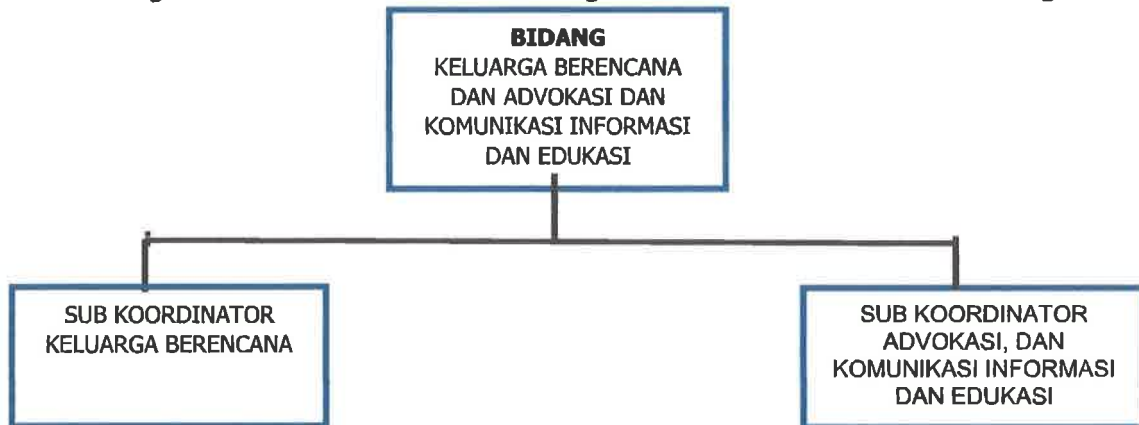 BIDANG
KELUARGA BERENCANA
DAN ADVOKASI DAN
KOMUNIKASI INFORMASI
DAN EDUKASI
SUB KOORDINATOR
KELUARGA BERENCANA
SUB KOORDINATOR
ADVOKASI, DAN
KOMUNIKASI INFORMASI
DAN EDUKASI